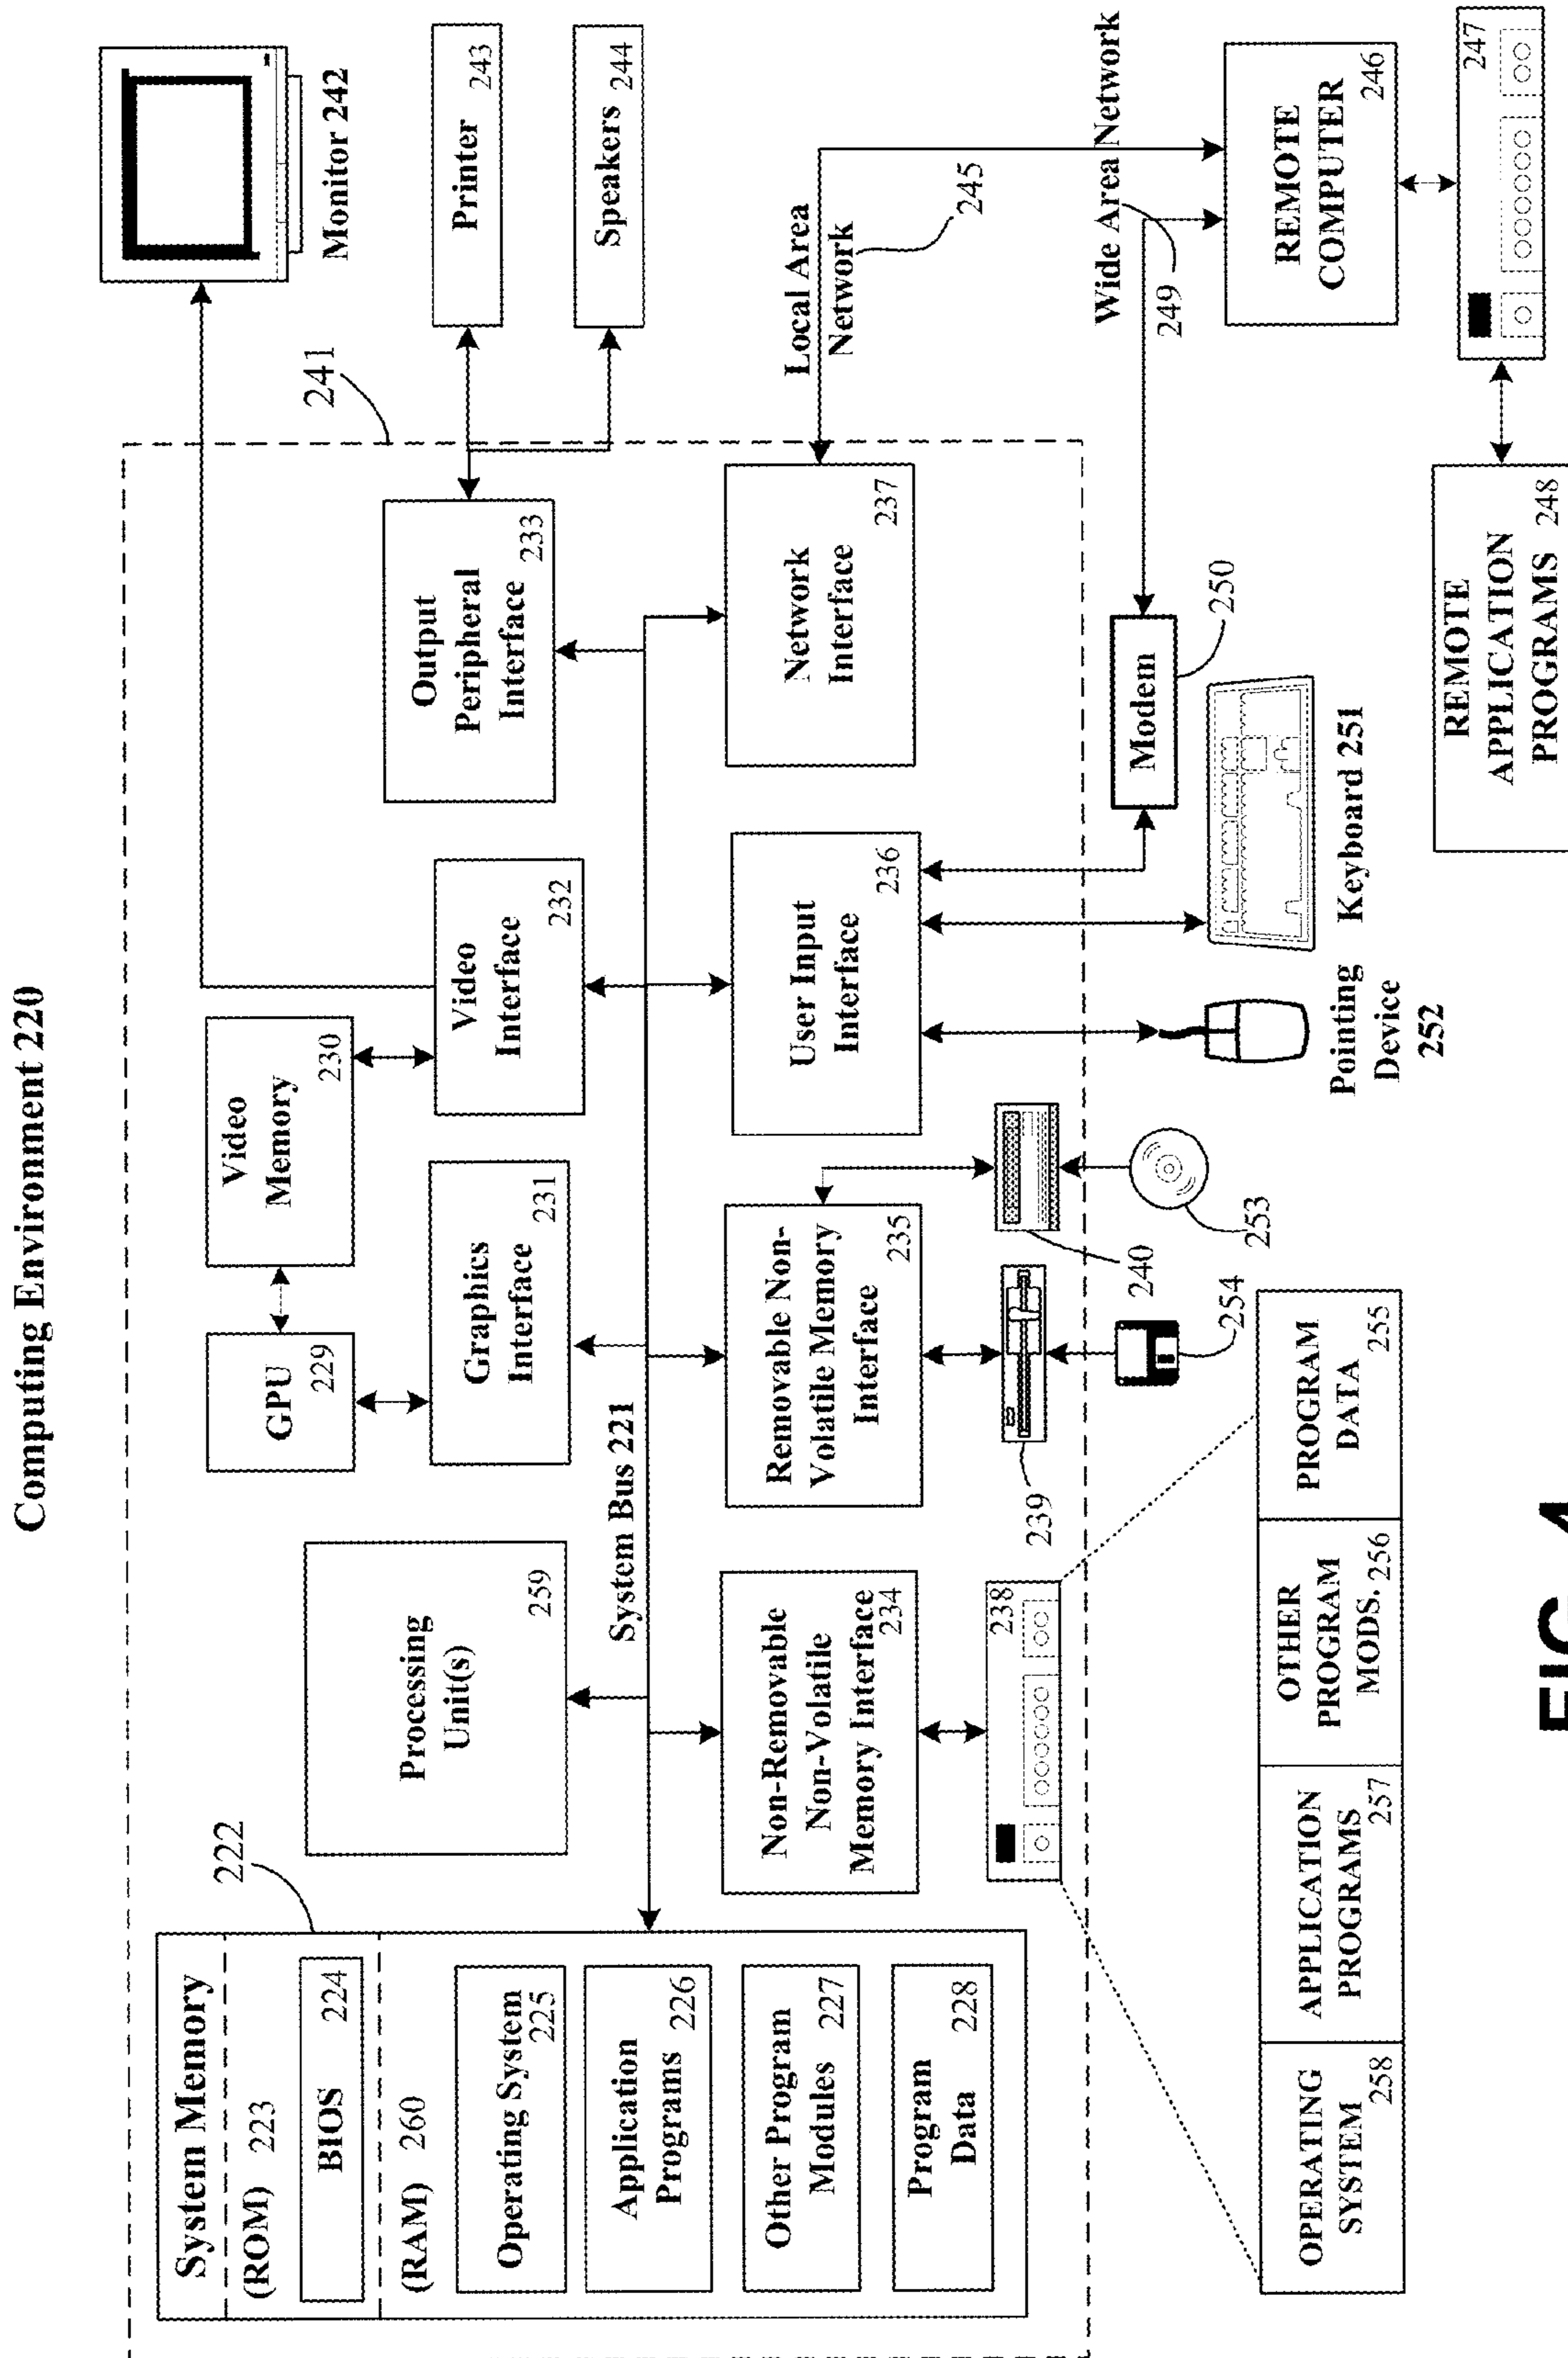 Computing Environment 220
System Memory
222
(ROM) 223
BIOS 224
(RAM) 260
Operating System
225
Application
Programs 226
Other Program
Modules 227
Program
Data 228
Processing
Unit(s)
259
GPU
229
Video
Memory
230
Graphics
Interface
231
Video
Interface
232
Output
Peripheral
Interface 233
241
Monitor 242
Printer 243
Speakers 244
System Bus 221
Non-Removable
Non-Volatile
Memory Interface
234
Removable Non-
Volatile Memory
Interface 235
User Input
Interface 236
Network
Interface 237
Local Area
Network
245
238
239
240
254
253
Pointing
Device
252
Keyboard 251
Modem
250
Wide Area Network
249
REMOTE
COMPUTER
246
247
REMOTE
APPLICATION
PROGRAMS 248
OPERATING
SYSTEM 258
APPLICATION
PROGRAMS
257
OTHER
PROGRAM
MODS. 256
PROGRAM
DATA 255
FIG. 4